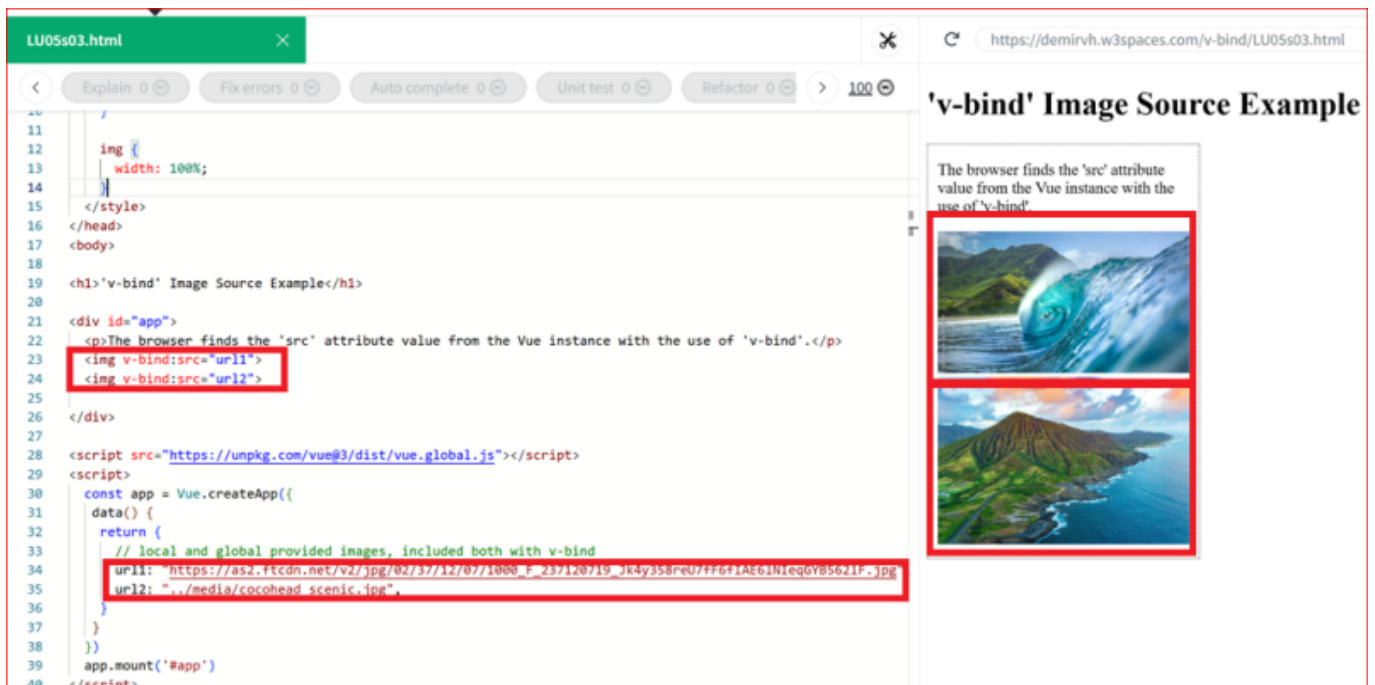 LU05s03.html
https://demirvh.w3spaces.com/v-bind/LU05s03.html
Explain 0
Fix errors 0
Auto complete 0
Unit test 0
Refactor 0
100
11
12 img {
13 width: 100%;
14 }
15 </style>
16 </head>
17 <body>
18
19 <h1>'v-bind' Image Source Example</h1>
20
21 <div id="app">
22 <p>The browser finds the 'src' attribute value from the Vue instance with the use of 'v-bind'.</p>
23 <img v-bind:src="url1">
24 <img v-bind:src="url2">
25
26 </div>
27
28 <script src="https://unpkg.com/vue@3/dist/vue.global.js"></script>
29 <script>
30 const app = Vue.createApp({
31 data() {
32 return {
33 // local and global provided images, included both with v-bind
34 url1: "https://as2.ftcdn.net/v2/jpg/02/37/12/07/1000_F_237120719_Jk4y358reU7fF6fIAE6lNIeqGYB562lF.jpg
35 url2: "../media/cocohead_scenic.jpg",
36 }
37 }
38 })
39 app.mount('#app')
40 </script>
'v-bind' Image Source Example
The browser finds the 'src' attribute
value from the Vue instance with the
use of 'v-bind'.